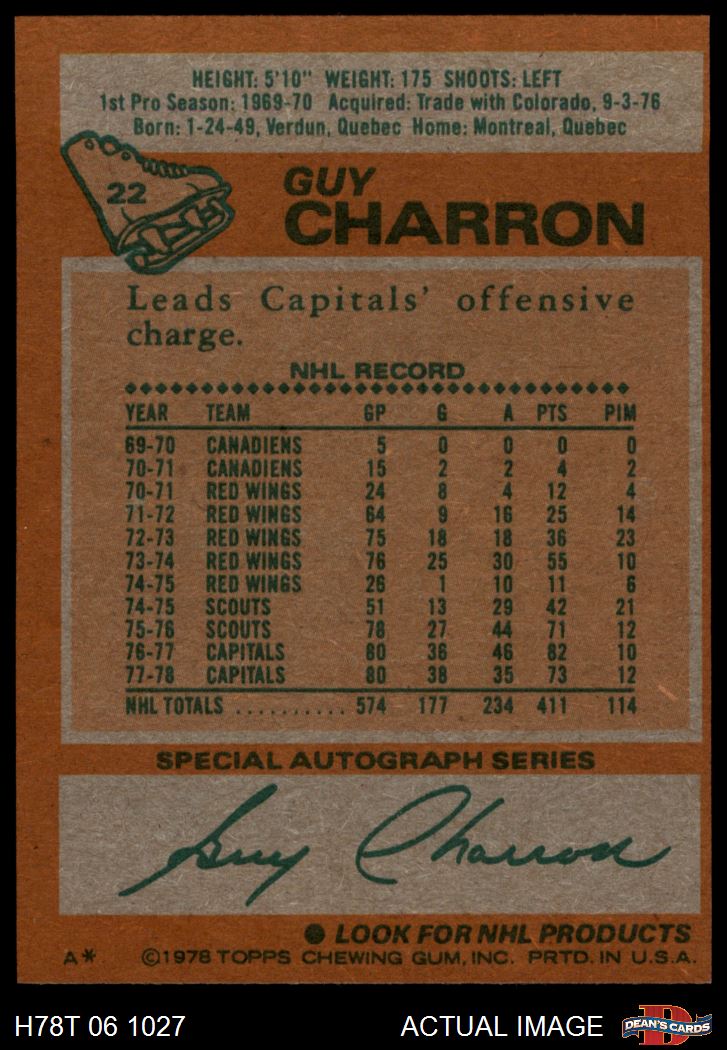 HEIGHT: 5'10" WEIGHT: 175 SHOOTS: LEFT
1st Pro Season: 1969-70 Acquired: Trade with Colorado, 9-3-76
Born: 1-24-49, Verdun, Quebec Home: Montreal, Quebec
22
GUY
CHARRON
Leads Capitals' offensive
charge.
NHL RECORD
YEAR TEAM GP G A PTS PIM
69-70 CANADIENS 5 0 0 0 0
70-71 CANADIENS 15 2 2 4 2
70-71 RED WINGS 24 8 4 12 4
71-72 RED WINGS 64 9 16 25 14
72-73 RED WINGS 75 18 18 36 23
73-74 RED WINGS 76 25 30 55 10
74-75 RED WINGS 26 1 10 11 6
74-75 SCOUTS 51 13 29 42 21
75-76 SCOUTS 78 27 44 71 12
76-77 CAPITALS 80 36 46 82 10
77-78 CAPITALS 80 38 35 73 12
NHL TOTALS .......... 574 177 234 411 114
SPECIAL AUTOGRAPH SERIES
Guy Charron
● LOOK FOR NHL PRODUCTS
A* ©1978 TOPPS CHEWING GUM, INC. PRTD. IN U.S.A.
H78T 06 1027 ACTUAL IMAGE D DEAN'S CARDS